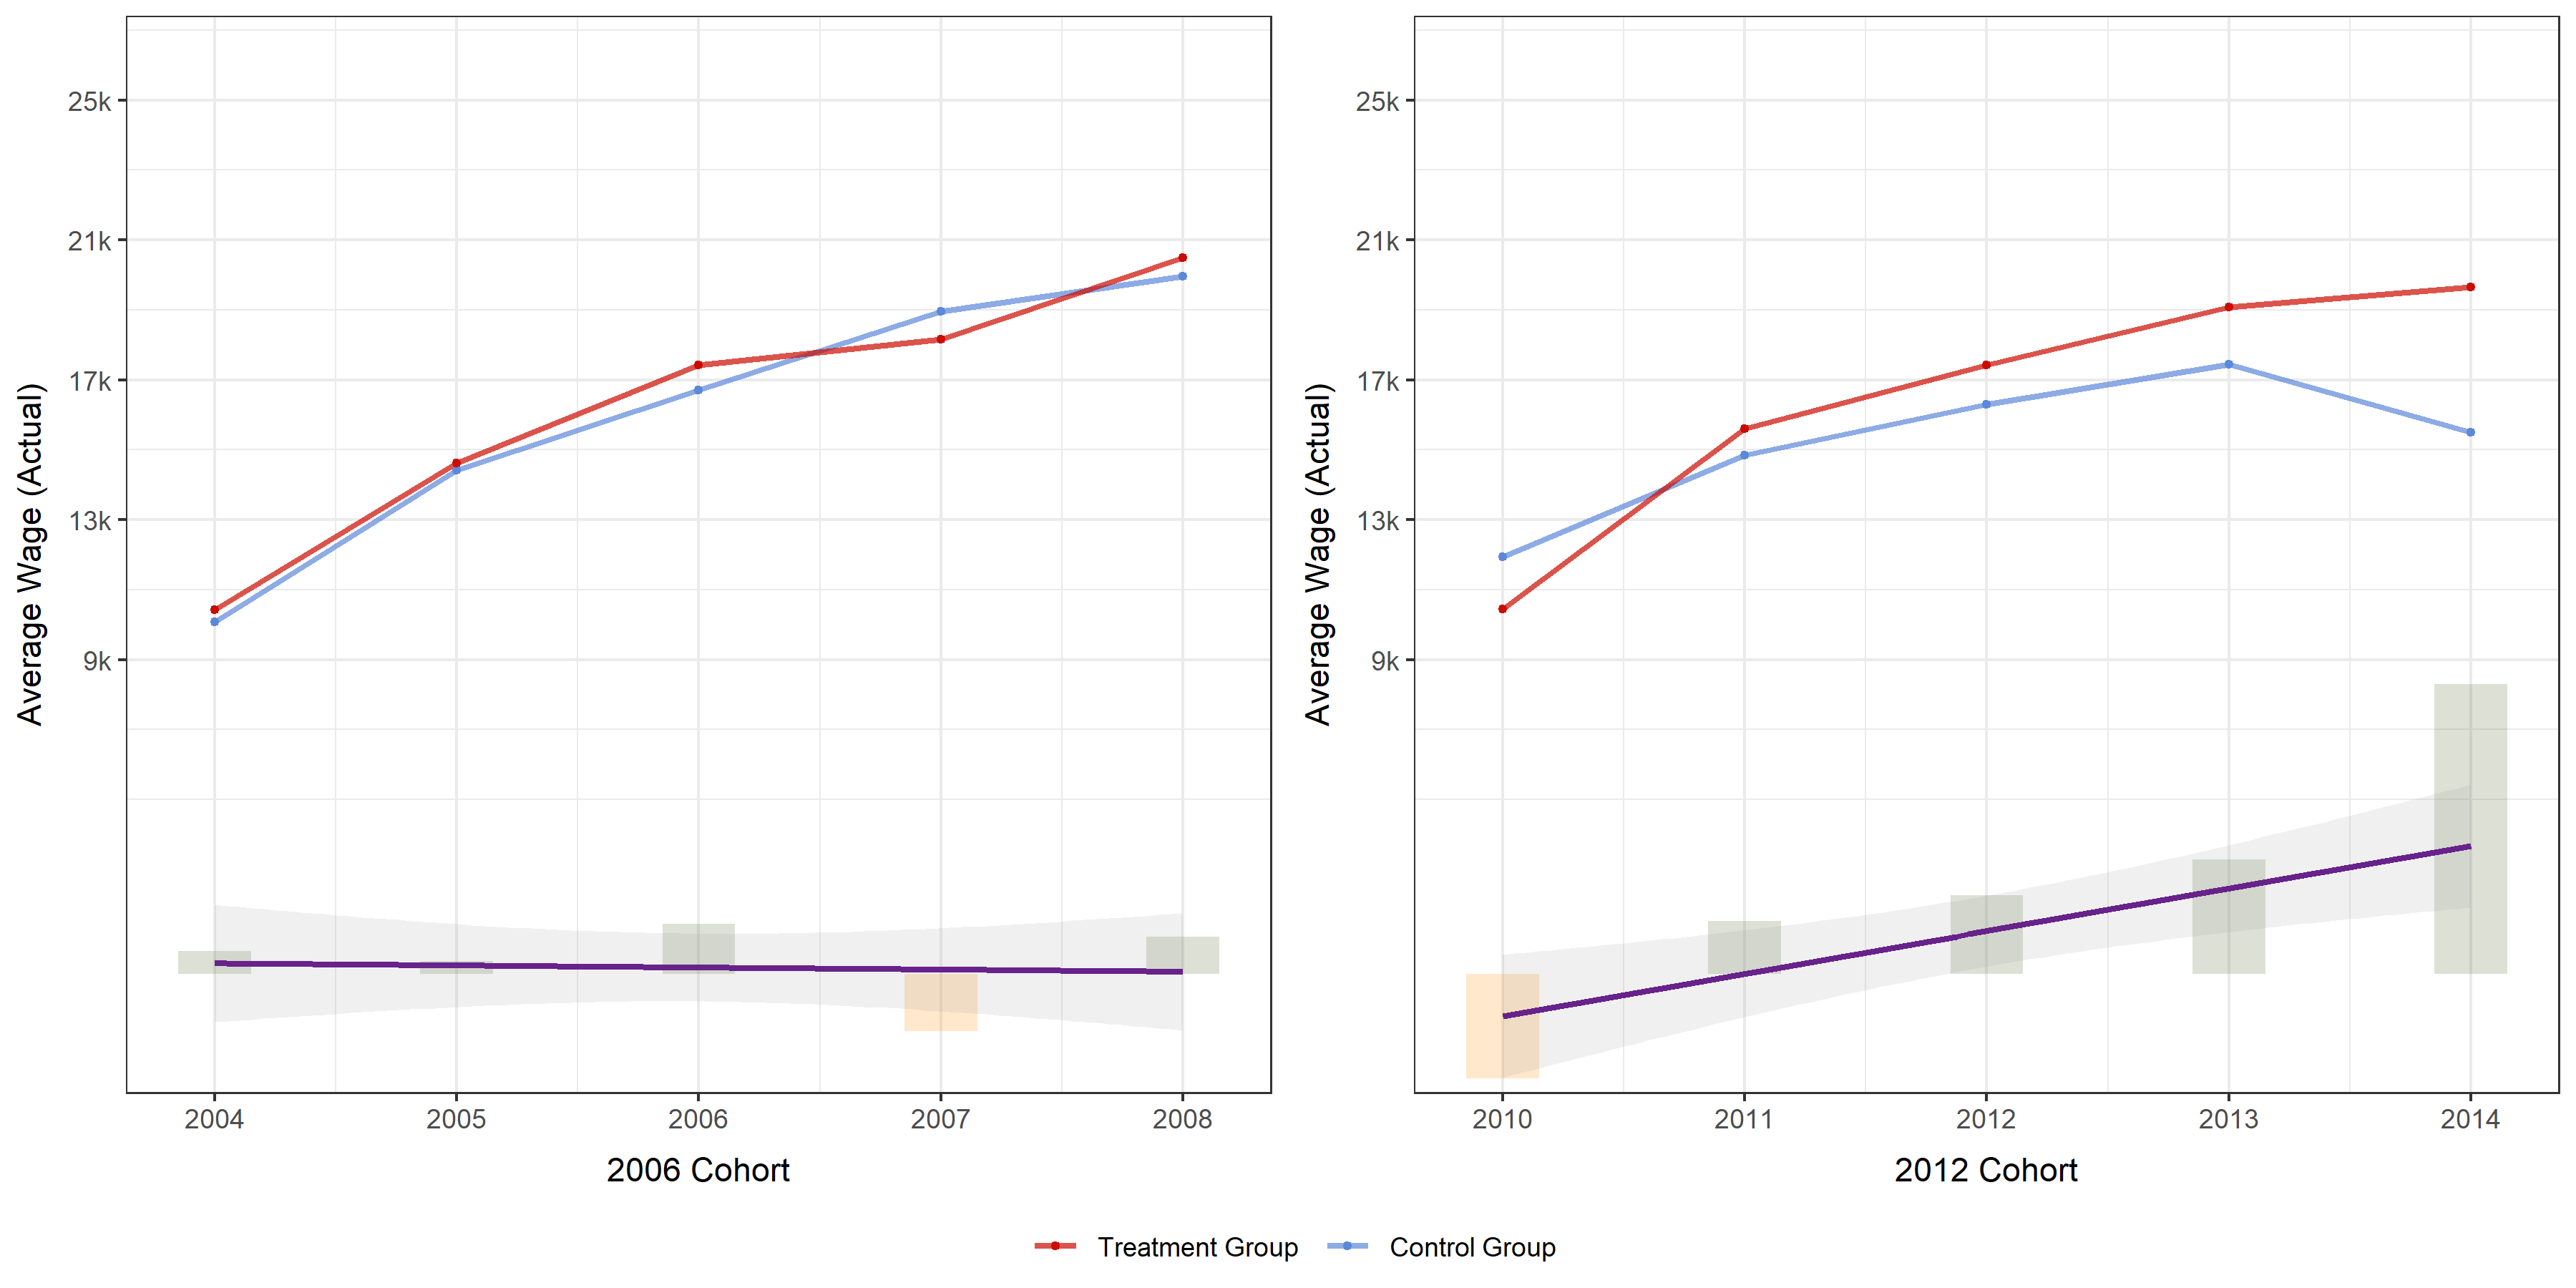 Average Wage (Actual)
25k
21k
17k
13k
9k
2004 2005 2006 2007 2008
2006 Cohort
Average Wage (Actual)
25k
21k
17k
13k
9k
2010 2011 2012 2013 2014
2012 Cohort
Treatment Group Control Group